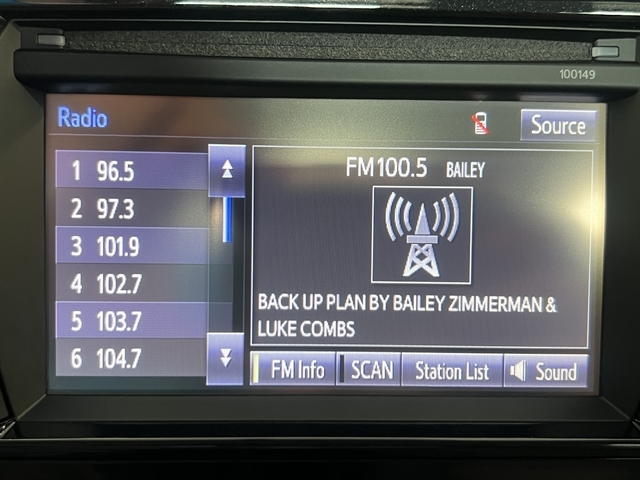 100149
Radio
Source
1 96.5
2 97.3
3 101.9
4 102.7
5 103.7
6 104.7
FM100.5 BAILEY
BACK UP PLAN BY BAILEY ZIMMERMAN &
LUKE COMBS
FM Info SCAN Station List Sound